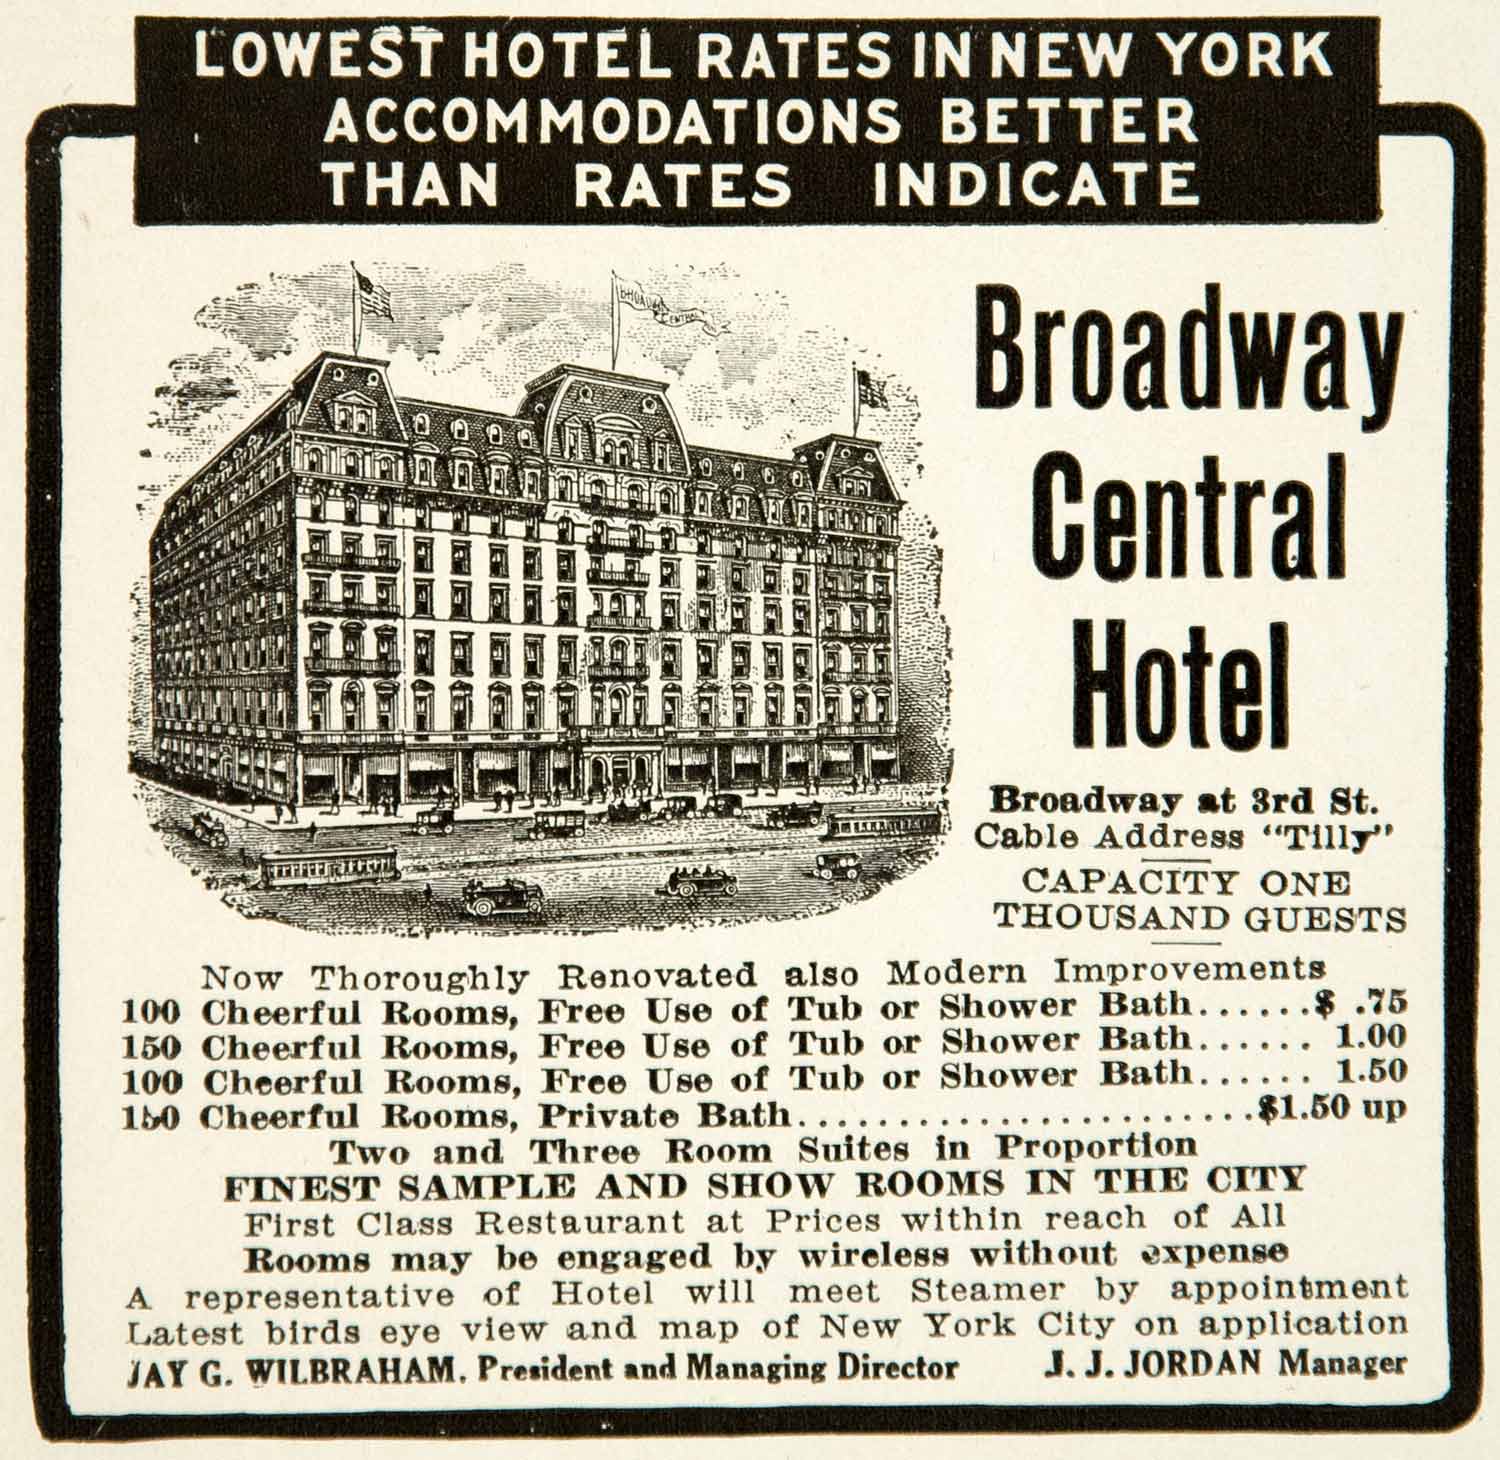 LOWEST HOTEL RATES IN NEW YORK
ACCOMMODATIONS BETTER
THAN RATES INDICATE
BROADWAY
CENTRAL
Broadway
Central
Hotel
Broadway at 3rd St.
Cable Address "Tilly"
CAPACITY ONE
THOUSAND GUESTS
Now Thoroughly Renovated also Modern Improvements
100 Cheerful Rooms, Free Use of Tub or Shower Bath......$ .75
150 Cheerful Rooms, Free Use of Tub or Shower Bath...... 1.00
100 Cheerful Rooms, Free Use of Tub or Shower Bath...... 1.50
150 Cheerful Rooms, Private Bath........................$1.50 up
Two and Three Room Suites in Proportion
FINEST SAMPLE AND SHOW ROOMS IN THE CITY
First Class Restaurant at Prices within reach of All
Rooms may be engaged by wireless without expense
A representative of Hotel will meet Steamer by appointment
Latest birds eye view and map of New York City on application
JAY G. WILBRAHAM, President and Managing Director J. J. JORDAN Manager